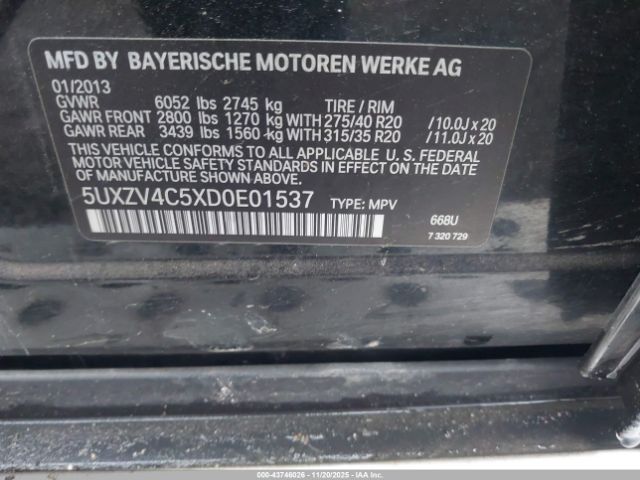 MFD BY BAYERISCHE MOTOREN WERKE AG
01/2013
GVWR 6052 lbs 2745 kg TIRE / RIM
GAWR FRONT 2800 lbs 1270 kg WITH 275/40 R20 /10.0J x 20
GAWR REAR 3439 lbs 1560 kg WITH 315/35 R20 /11.0J x 20
THIS VEHICLE CONFORMS TO ALL APPLICABLE U. S. FEDERAL
MOTOR VEHICLE SAFETY STANDARDS IN EFFECT ON THE DATE
OF MANUFACTURE SHOWN ABOVE.
5UXZV4C5XD0E01537 TYPE: MPV
668U
7 320 729
000-43746026 - 11/20/2025 - IAAI.COM